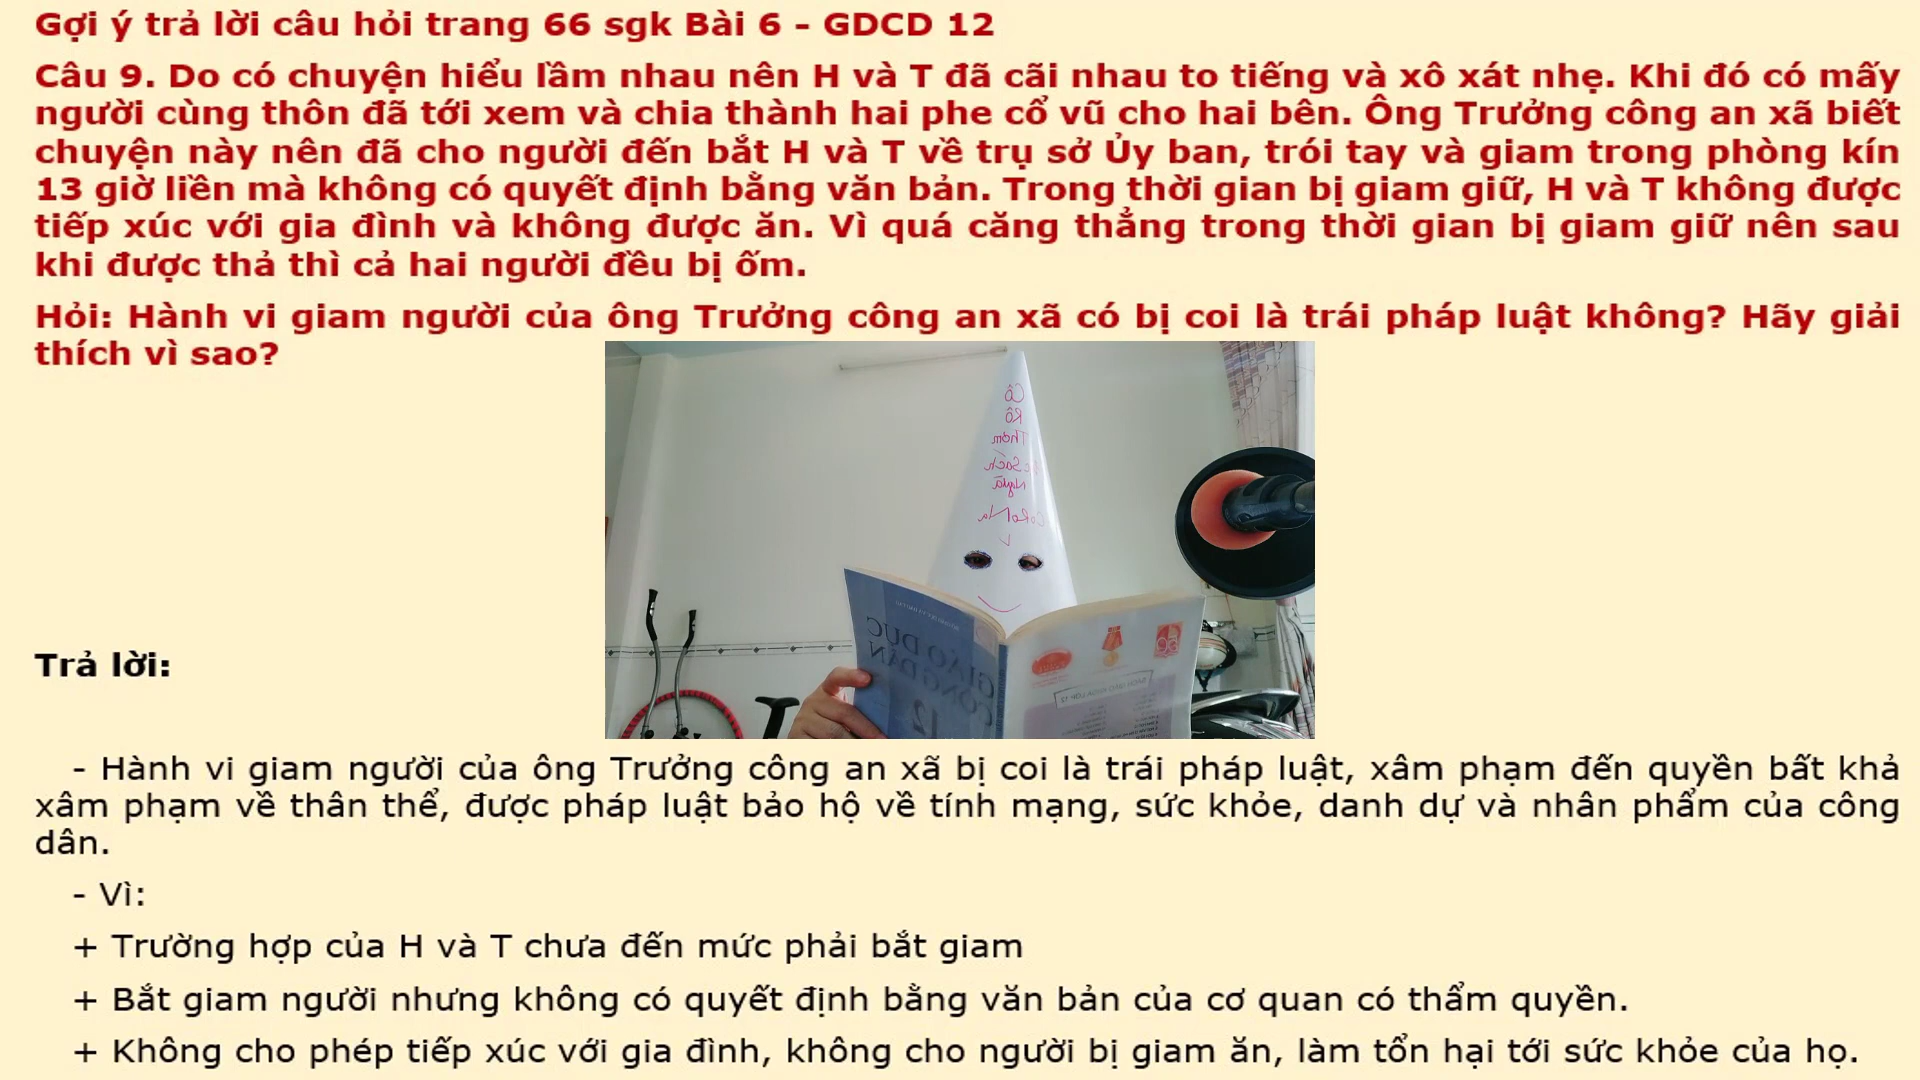 Gợi ý trả lời câu hỏi trang 66 sgk Bài 6 - GDCD 12
Câu 9. Do có chuyện hiểu lầm nhau nên H và T đã cãi nhau to tiếng và xô xát nhẹ. Khi đó có mấy
người cùng thôn đã tới xem và chia thành hai phe cổ vũ cho hai bên. Ông Trưởng công an xã biết
chuyện này nên đã cho người đến bắt H và T về trụ sở Ủy ban, trói tay và giam trong phòng kín
13 giờ liền mà không có quyết định bằng văn bản. Trong thời gian bị giam giữ, H và T không được
tiếp xúc với gia đình và không được ăn. Vì quá căng thẳng trong thời gian bị giam giữ nên sau
khi được thả thì cả hai người đều bị ốm.
Hỏi: Hành vi giam người của ông Trưởng công an xã có bị coi là trái pháp luật không? Hãy giải
thích vì sao?
Cô
Rô
Thơm
Sách
Nghĩa
CoRoNa
GIÁO DỤC
CÔNG DÂN
12
Trả lời:
- Hành vi giam người của ông Trưởng công an xã bị coi là trái pháp luật, xâm phạm đến quyền bất khả
xâm phạm về thân thể, được pháp luật bảo hộ về tính mạng, sức khỏe, danh dự và nhân phẩm của công
dân.
- Vì:
+ Trường hợp của H và T chưa đến mức phải bắt giam
+ Bắt giam người nhưng không có quyết định bằng văn bản của cơ quan có thẩm quyền.
+ Không cho phép tiếp xúc với gia đình, không cho người bị giam ăn, làm tổn hại tới sức khỏe của họ.